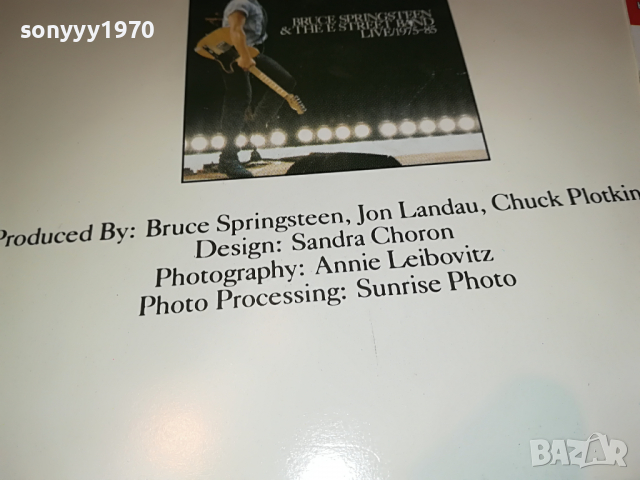 sonyyy1970
BRUCE SPRINGSTEEN
& THE E STREET BAND
LIVE/1975-85
Produced By: Bruce Springsteen, Jon Landau, Chuck Plotkin
Design: Sandra Choron
Photography: Annie Leibovitz
Photo Processing: Sunrise Photo
BAZAR